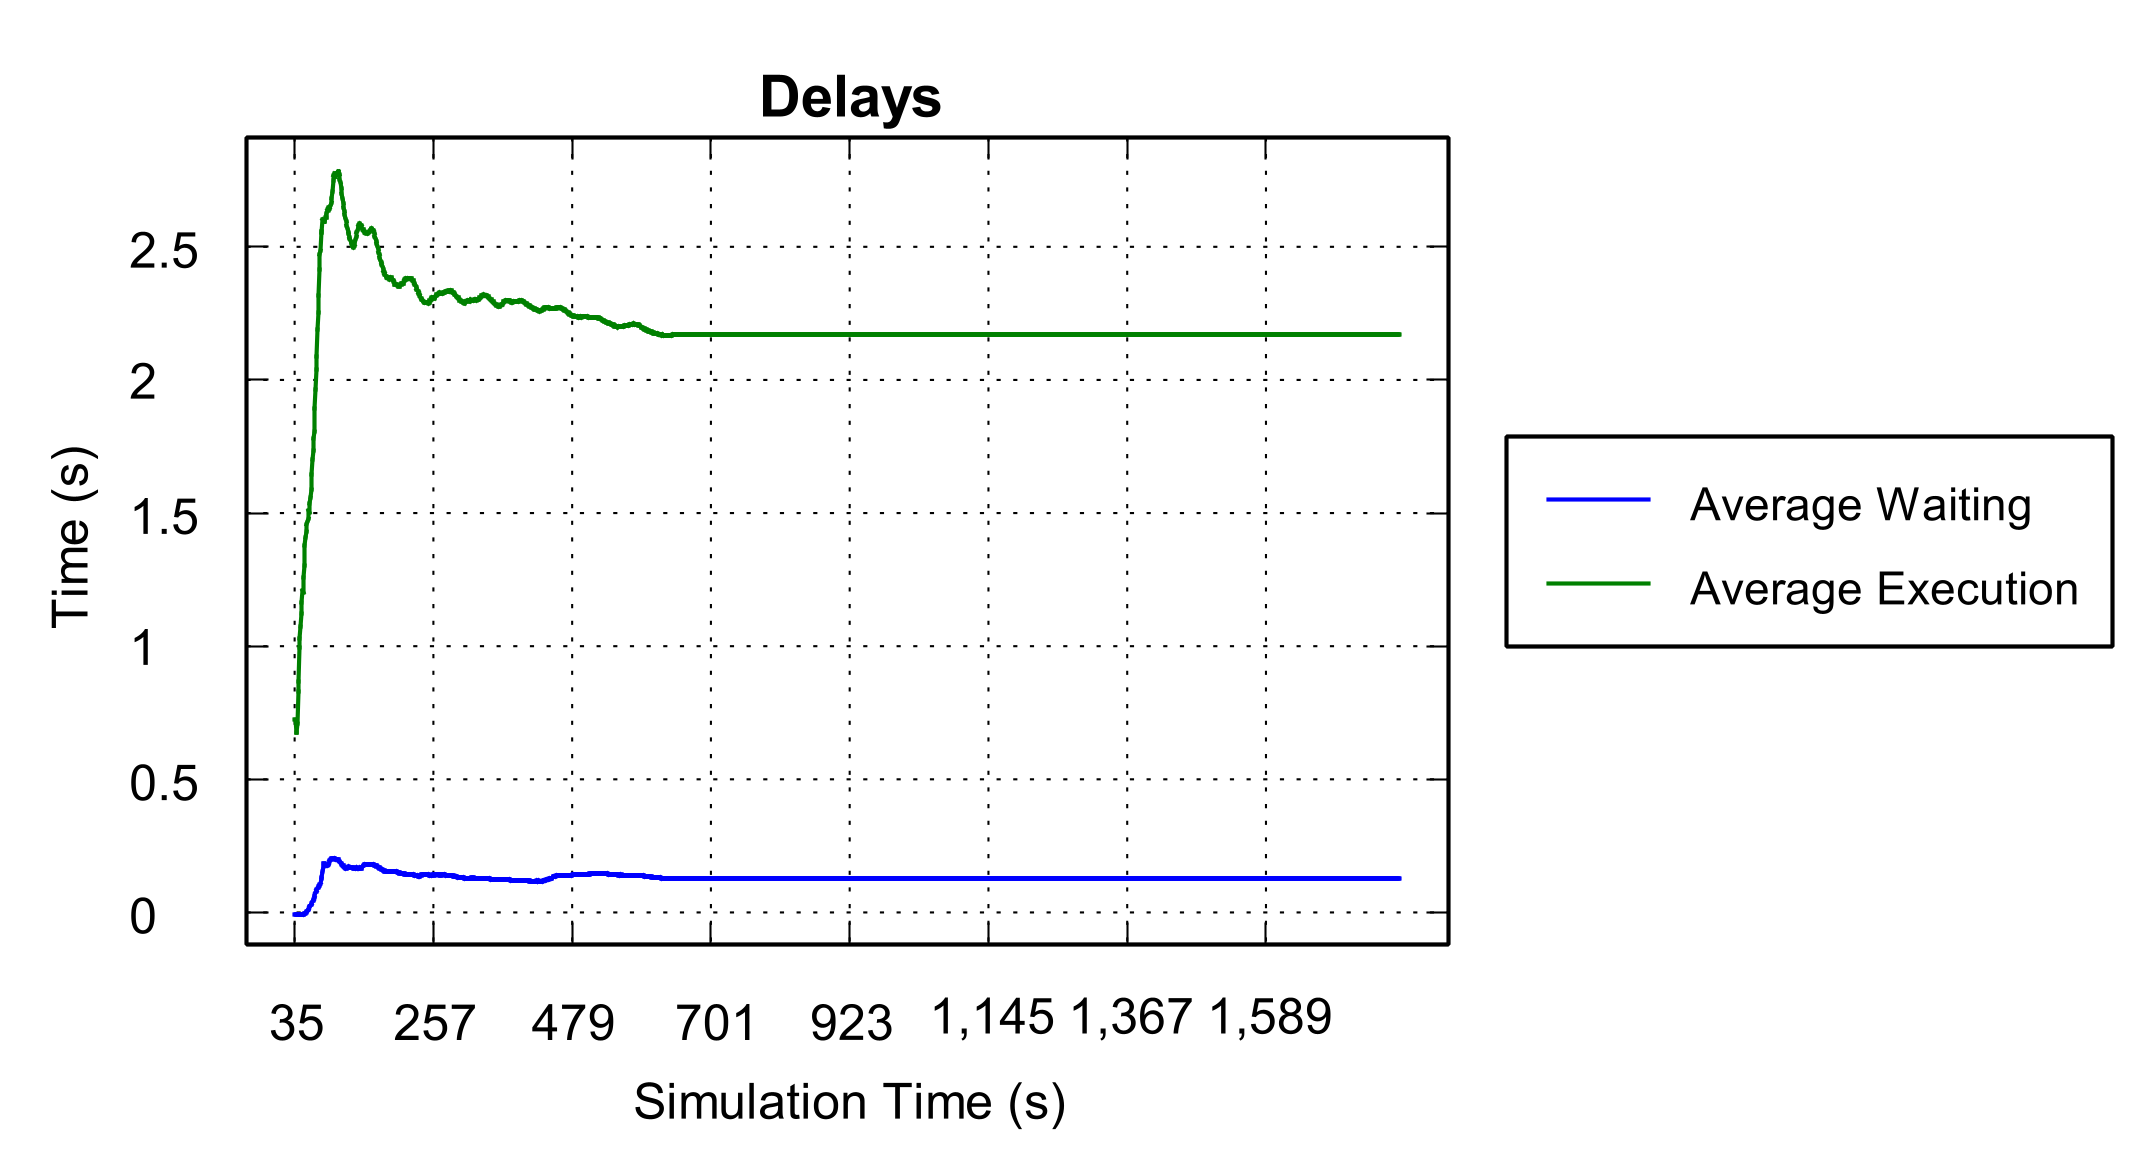 Delays
2.5
2
1.5
1
0.5
0
Time (s)
35 257 479 701 923 1,145 1,367 1,589
Simulation Time (s)
Average Waiting
Average Execution